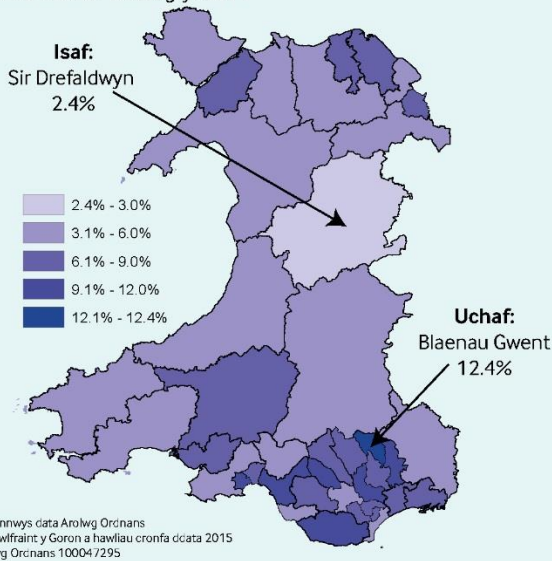 Isaf:
Sir Drefaldwyn
2.4%
2.4% - 3.0%
3.1% - 6.0%
6.1% - 9.0%
9.1% - 12.0%
12.1% - 12.4%
Uchaf:
Blaenau Gwent
12.4%
data Arolwg Ordnans
y Goron a hawliau cronfa ddata 2015
Ordnans 100047295